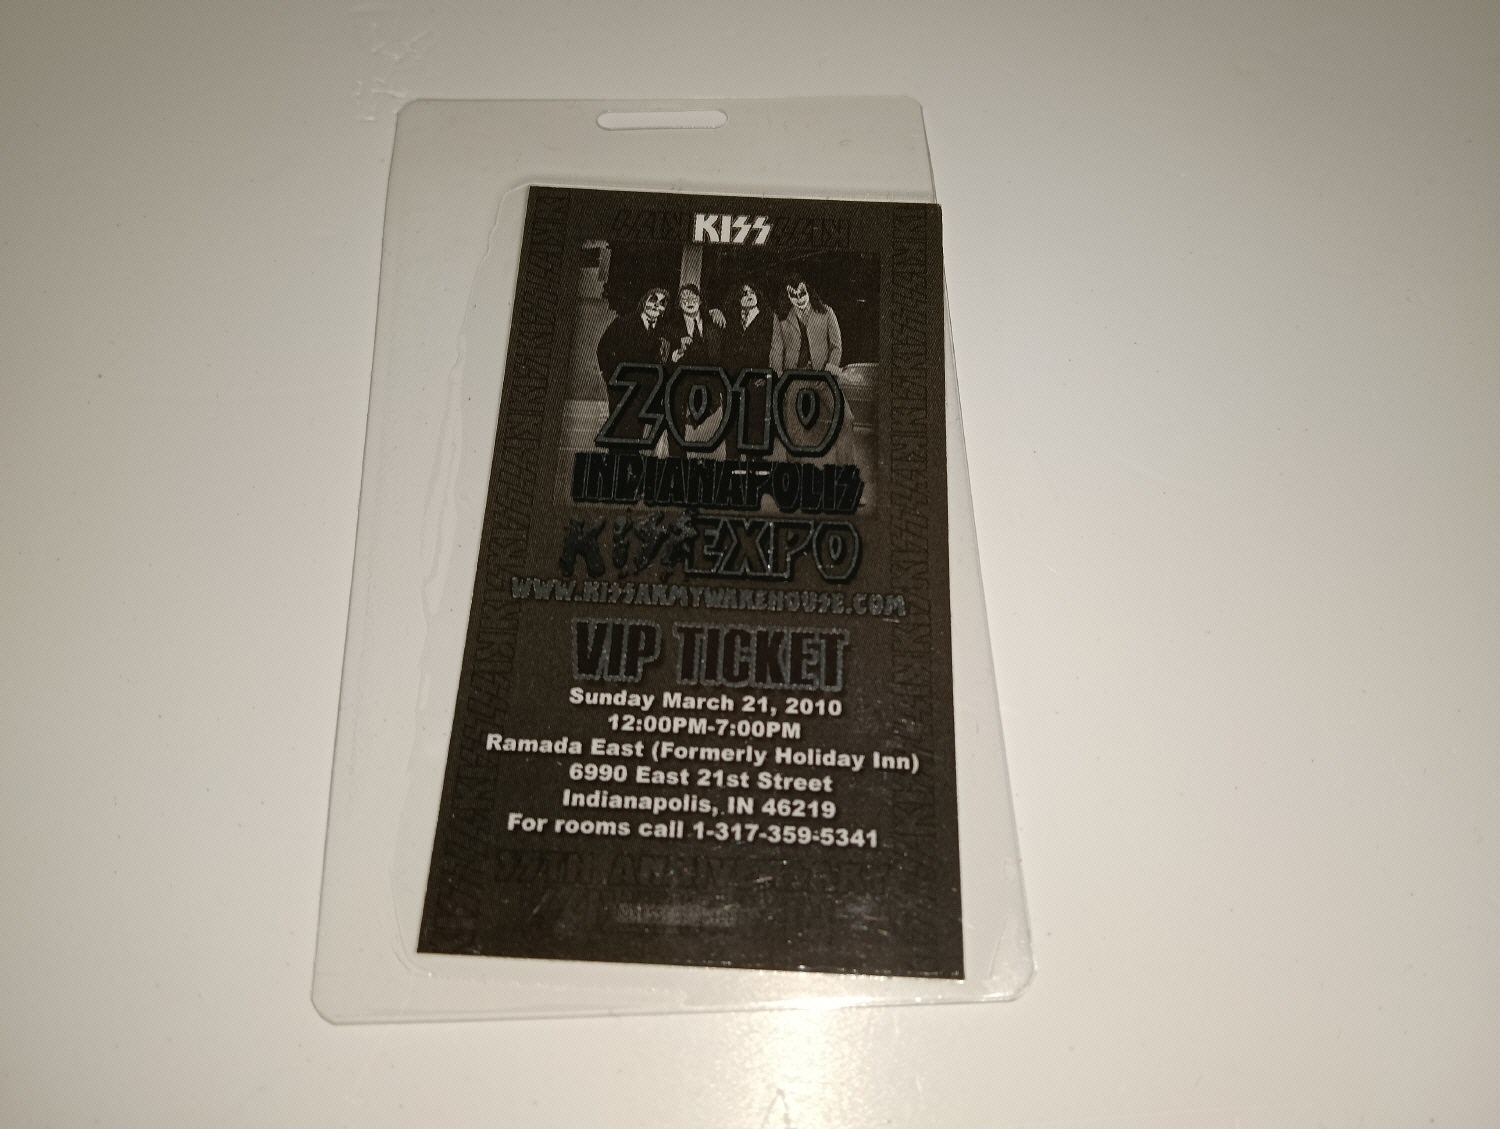 KISS
2010
INDIANAPOLIS
KISS EXPO
WWW.KISSARMYWAREHOUSE.COM
VIP TICKET
Sunday March 21, 2010
12:00PM-7:00PM
Ramada East (Formerly Holiday Inn)
6990 East 21st Street
Indianapolis, IN 46219
For rooms call 1-317-359-5341